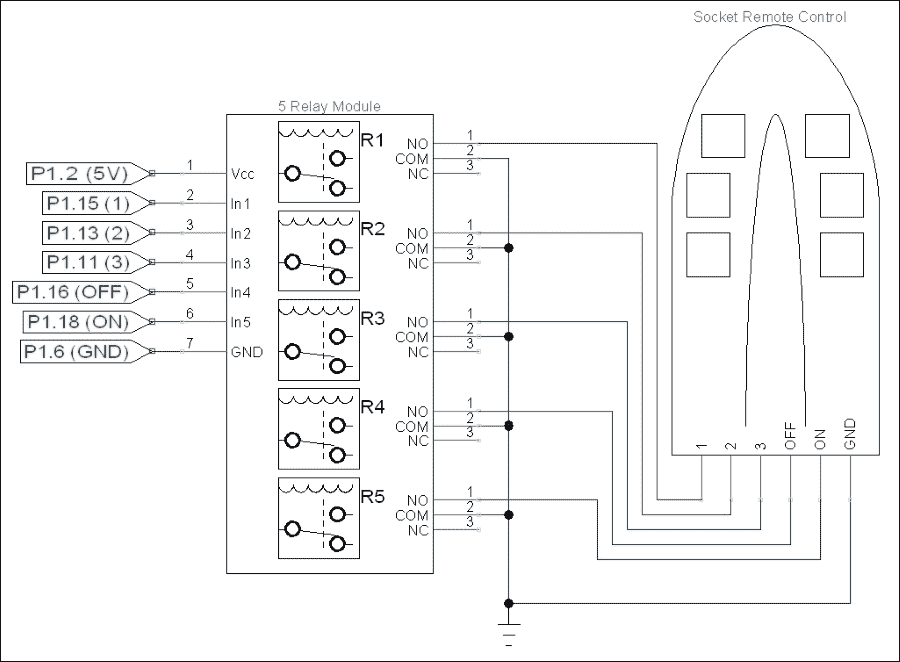 Socket Remote Control
5 Relay Module
P1.2 (5V) 1 Vcc
P1.15 (1) 2 In1
P1.13 (2) 3 In2
P1.11 (3) 4 In3
P1.16 (OFF) 5 In4
P1.18 (ON) 6 In5
P1.6 (GND) 7 GND
R1
NO 1
COM 2
NC 3
R2
NO 1
COM 2
NC 3
R3
NO 1
COM 2
NC 3
R4
NO 1
COM 2
NC 3
R5
NO 1
COM 2
NC 3
1
2
3
OFF
ON
GND